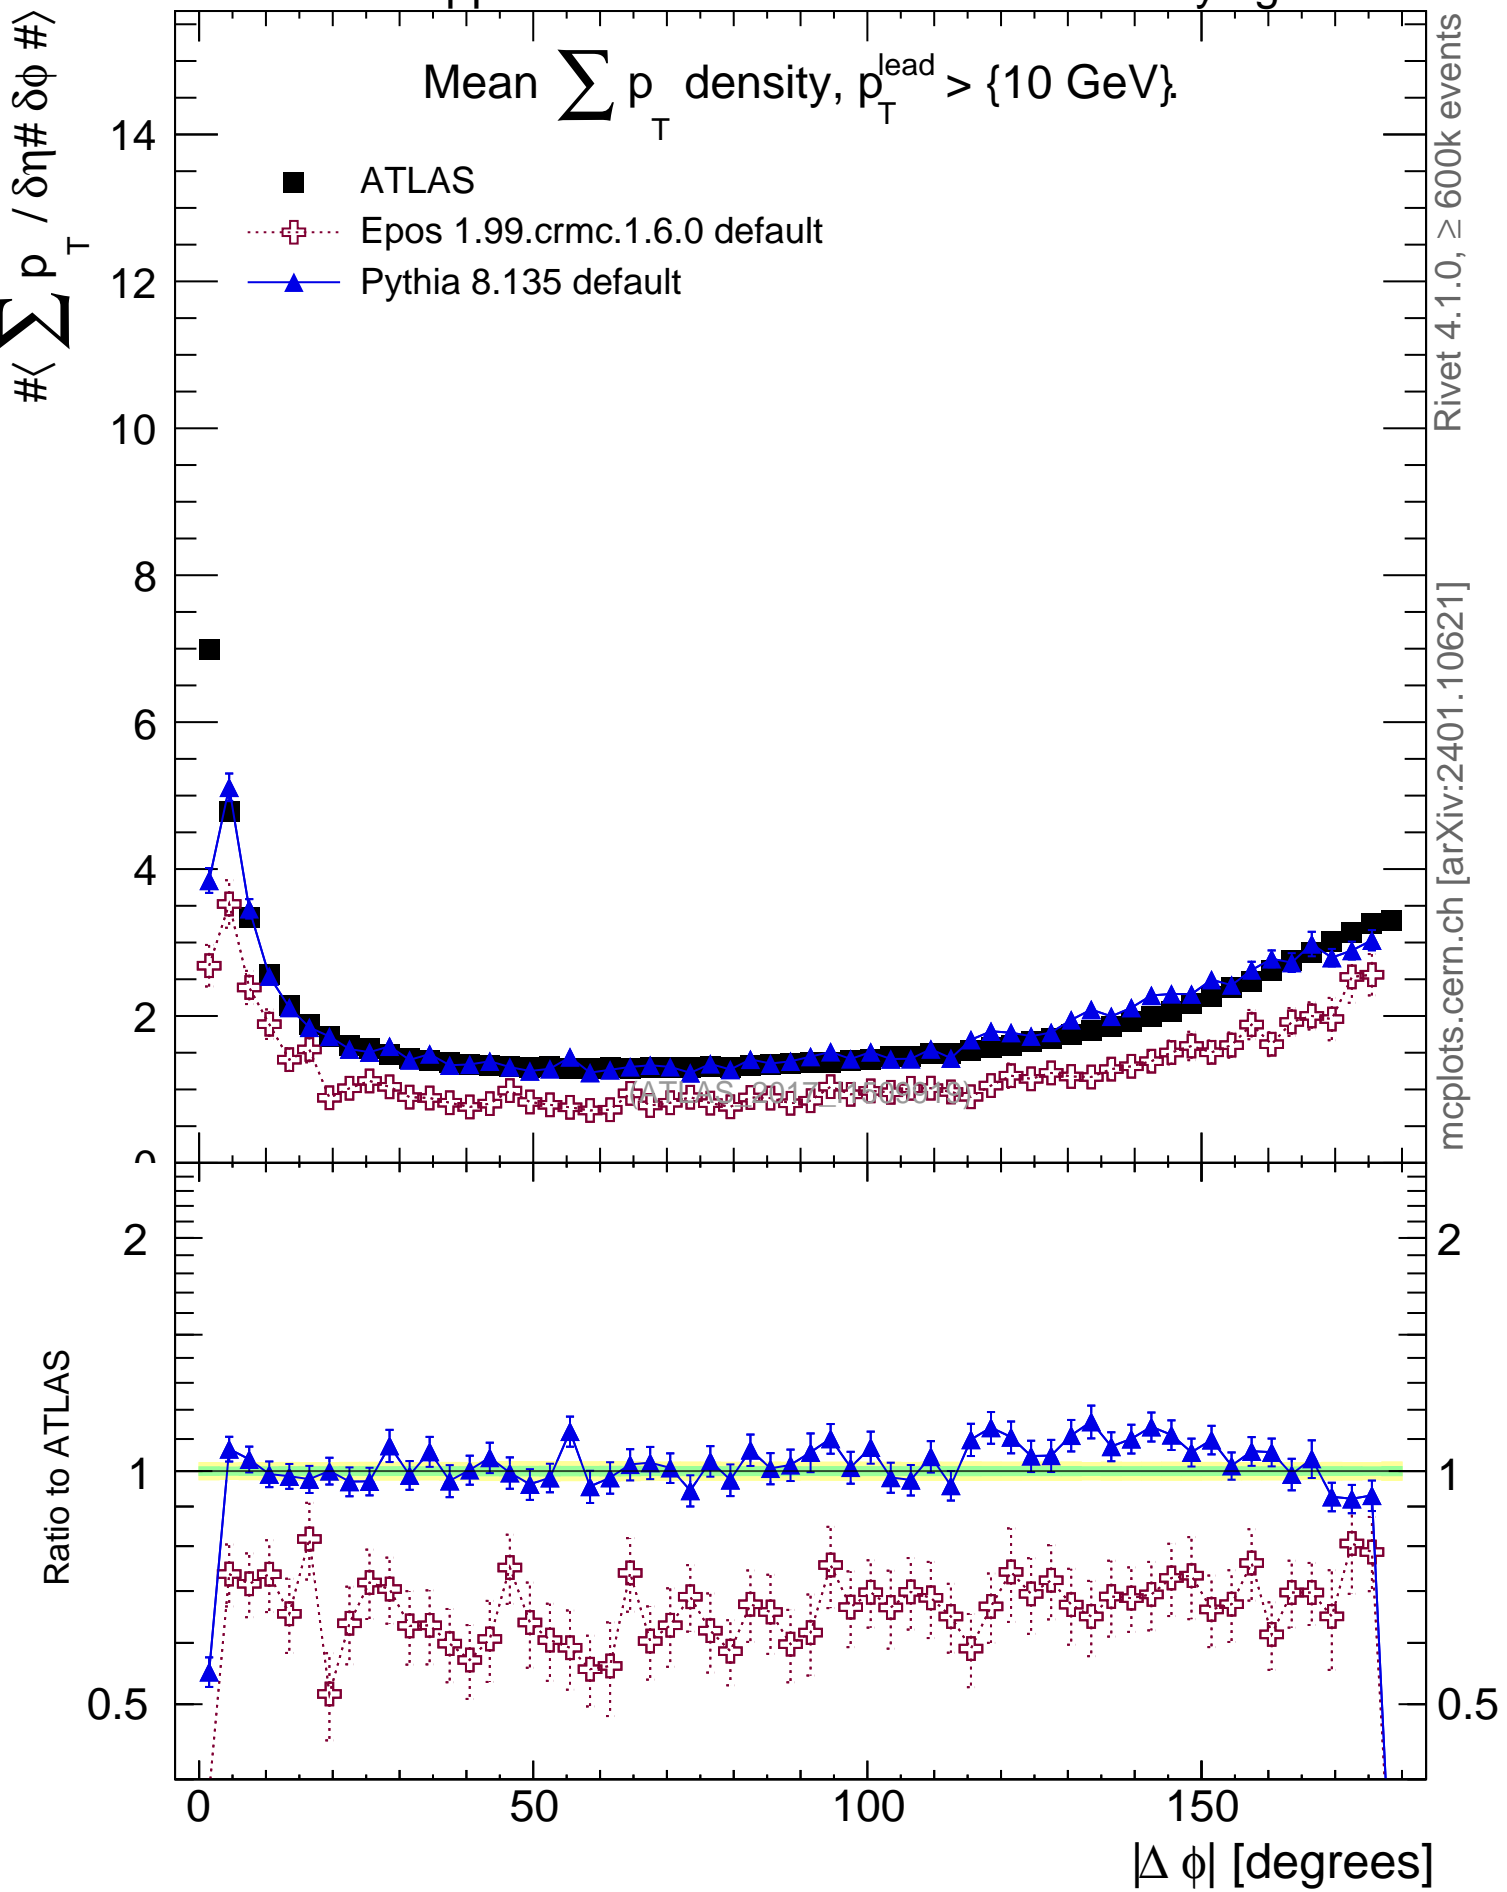 Mean ∑ p_T density, p_T^lead > {10 GeV}.
#⟨ ∑ p_T / δη# δϕ #⟩
ATLAS
Epos 1.99.crmc.1.6.0 default
Pythia 8.135 default
14
12
10
8
6
4
2
0
(ATLAS_2017_I1509919)
Rivet 4.1.0, ≥ 600k events
mcplots.cern.ch [arXiv:2401.10621]
Ratio to ATLAS
2
1
0.5
2
1
0.5
0
50
100
150
|Δ ϕ| [degrees]